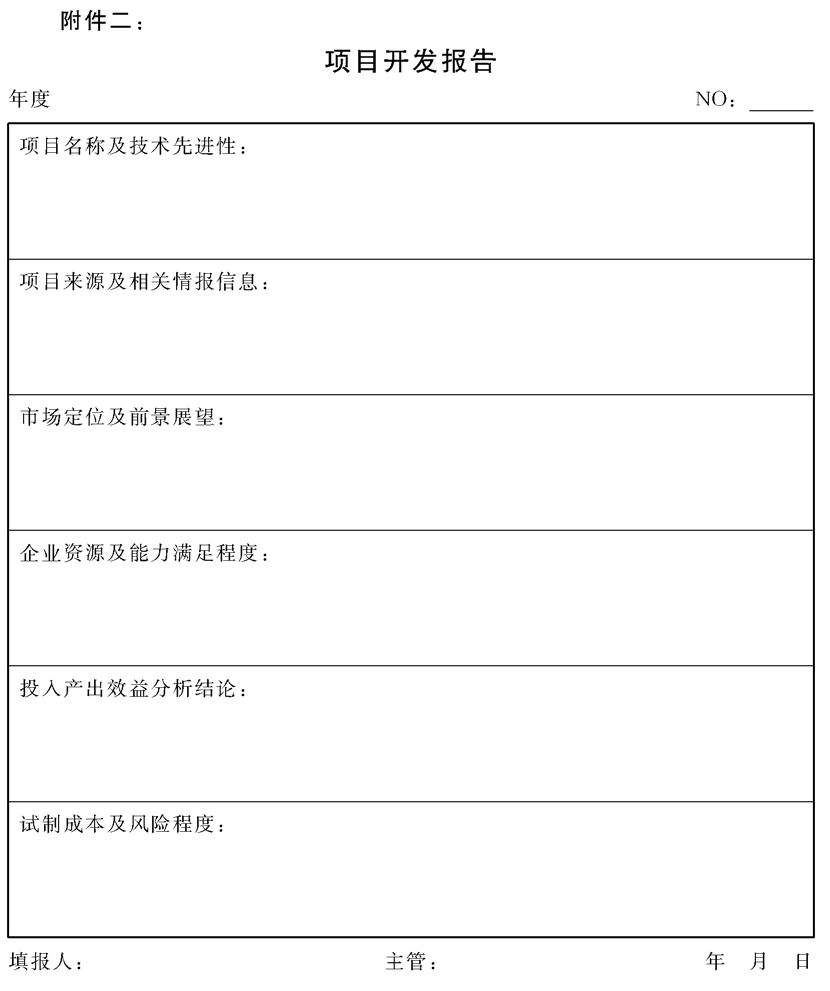 附件二：
项目开发报告
年度 NO：
项目名称及技术先进性：
项目来源及相关情报信息：
市场定位及前景展望：
企业资源及能力满足程度：
投入产出效益分析结论：
试制成本及风险程度：
填报人： 主管： 年 月 日